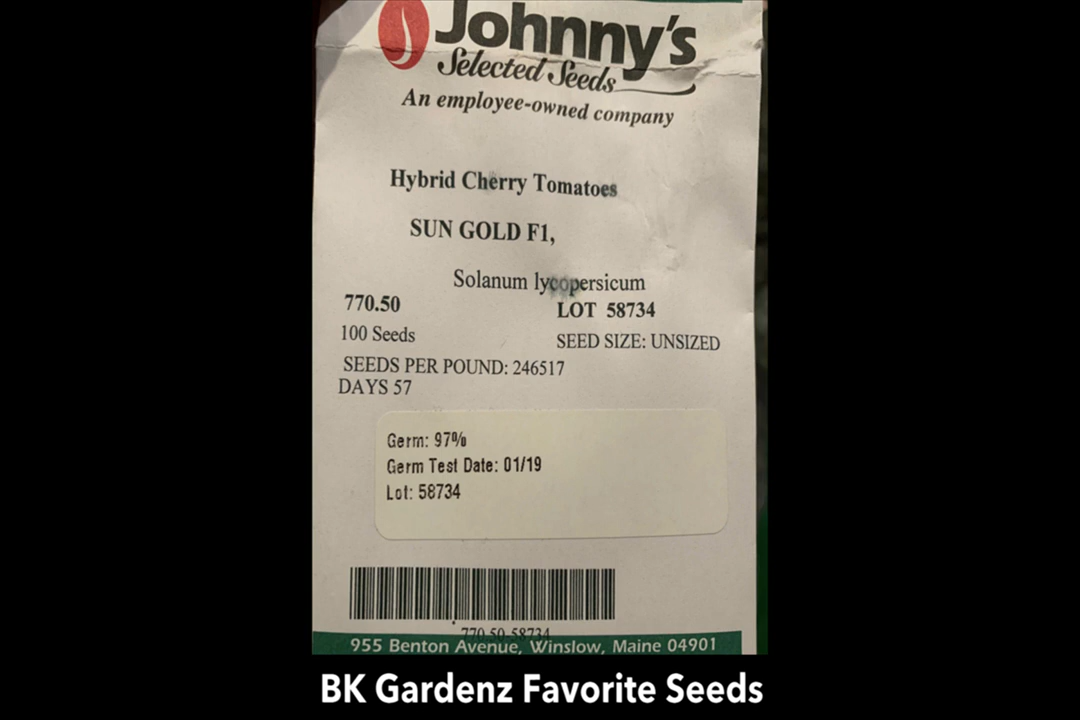 Johnny's
Selected Seeds
An employee-owned company
Hybrid Cherry Tomatoes
SUN GOLD F1,
Solanum lycopersicum
770.50
LOT 58734
100 Seeds
SEED SIZE: UNSIZED
SEEDS PER POUND: 246517
DAYS 57
Germ: 97%
Germ Test Date: 01/19
Lot: 58734
770.50-58734
955 Benton Avenue, Winslow, Maine 04901
BK Gardenz Favorite Seeds